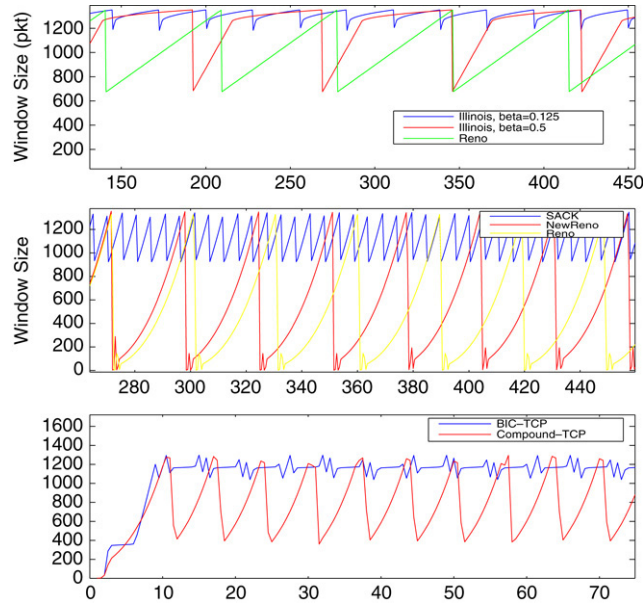 Window Size (pkt)
1200
1000
800
600
400
200
0
Illinois, beta=0.125
Illinois, beta=0.5
Reno
150 200 250 300 350 400 450
Window Size
1200
1000
800
600
400
200
0
SACK
NewReno
Reno
280 300 320 340 360 380 400 420 440
1600
1400
1200
1000
800
600
400
200
0
BIC-TCP
Compound-TCP
0 10 20 30 40 50 60 70